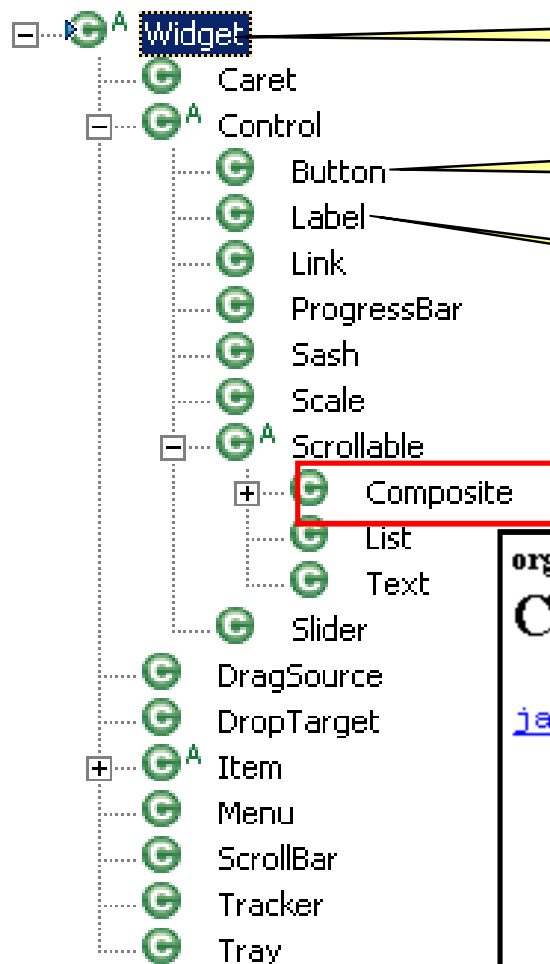 Widget
Caret
Control
Button
Label
Link
ProgressBar
Sash
Scale
Scrollable
Composite
List
Text
Slider
DragSource
DropTarget
Item
Menu
ScrollBar
Tracker
Tray